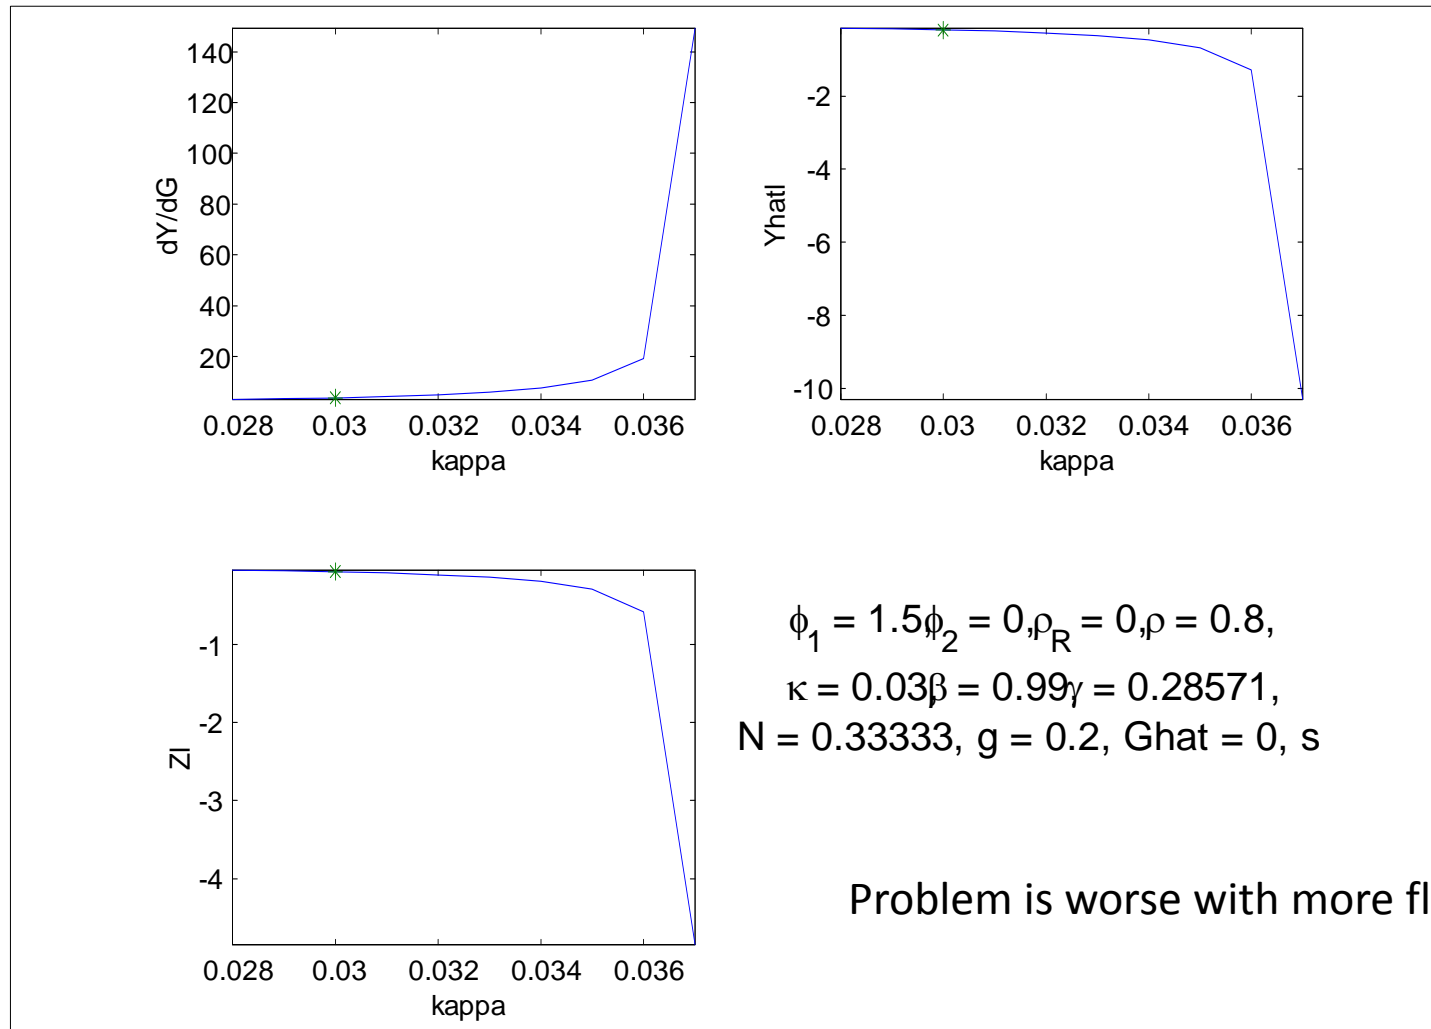 140
120
100
80
60
40
20
dY/dG
0.028 0.03 0.032 0.034 0.036
kappa
-2
-4
-6
-8
-10
Yhatl
0.028 0.03 0.032 0.034 0.036
kappa
-1
-2
-3
-4
Zl
0.028 0.03 0.032 0.034 0.036
kappa
ϕ1 = 1.5,ϕ2 = 0,ρR = 0,ρ = 0.8,
κ = 0.03,β = 0.99,γ = 0.28571,
N = 0.33333, g = 0.2, Ghat = 0, s
Problem is worse with more fl